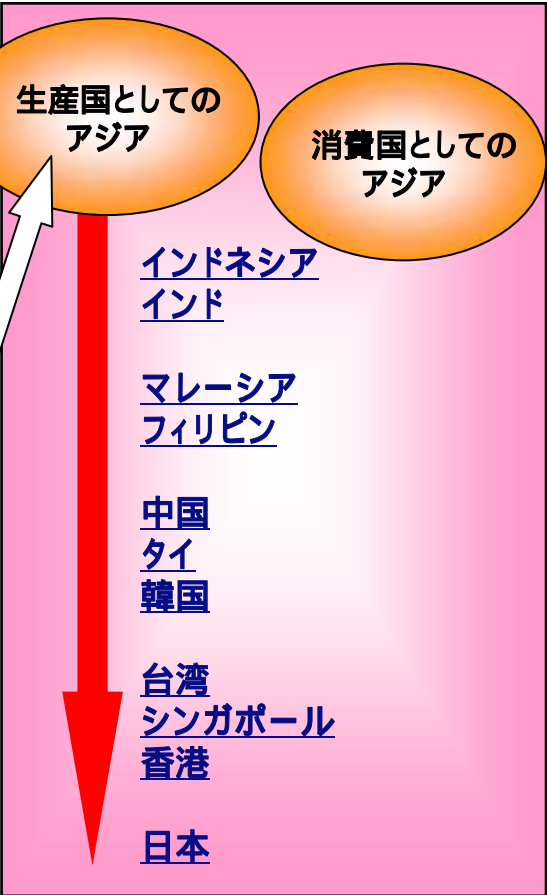 生産国としての
アジア
消費国としての
アジア
インドネシア
インド
マレーシア
フィリピン
中国
タイ
韓国
台湾
シンガポール
香港
日本